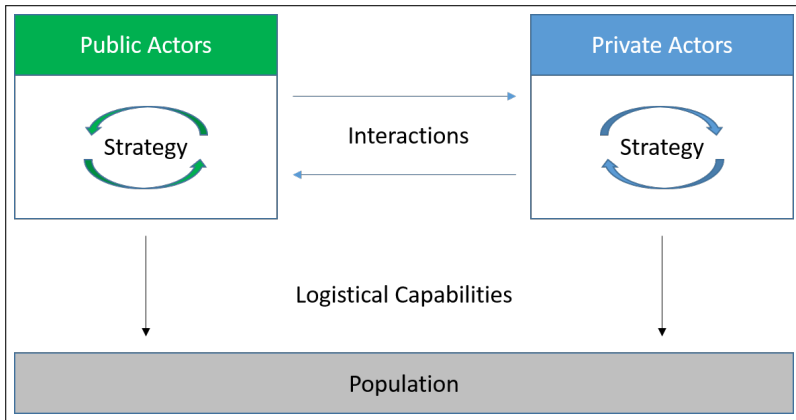 Public Actors
Private Actors
Interactions
Strategy
Strategy
Logistical Capabilities
Population